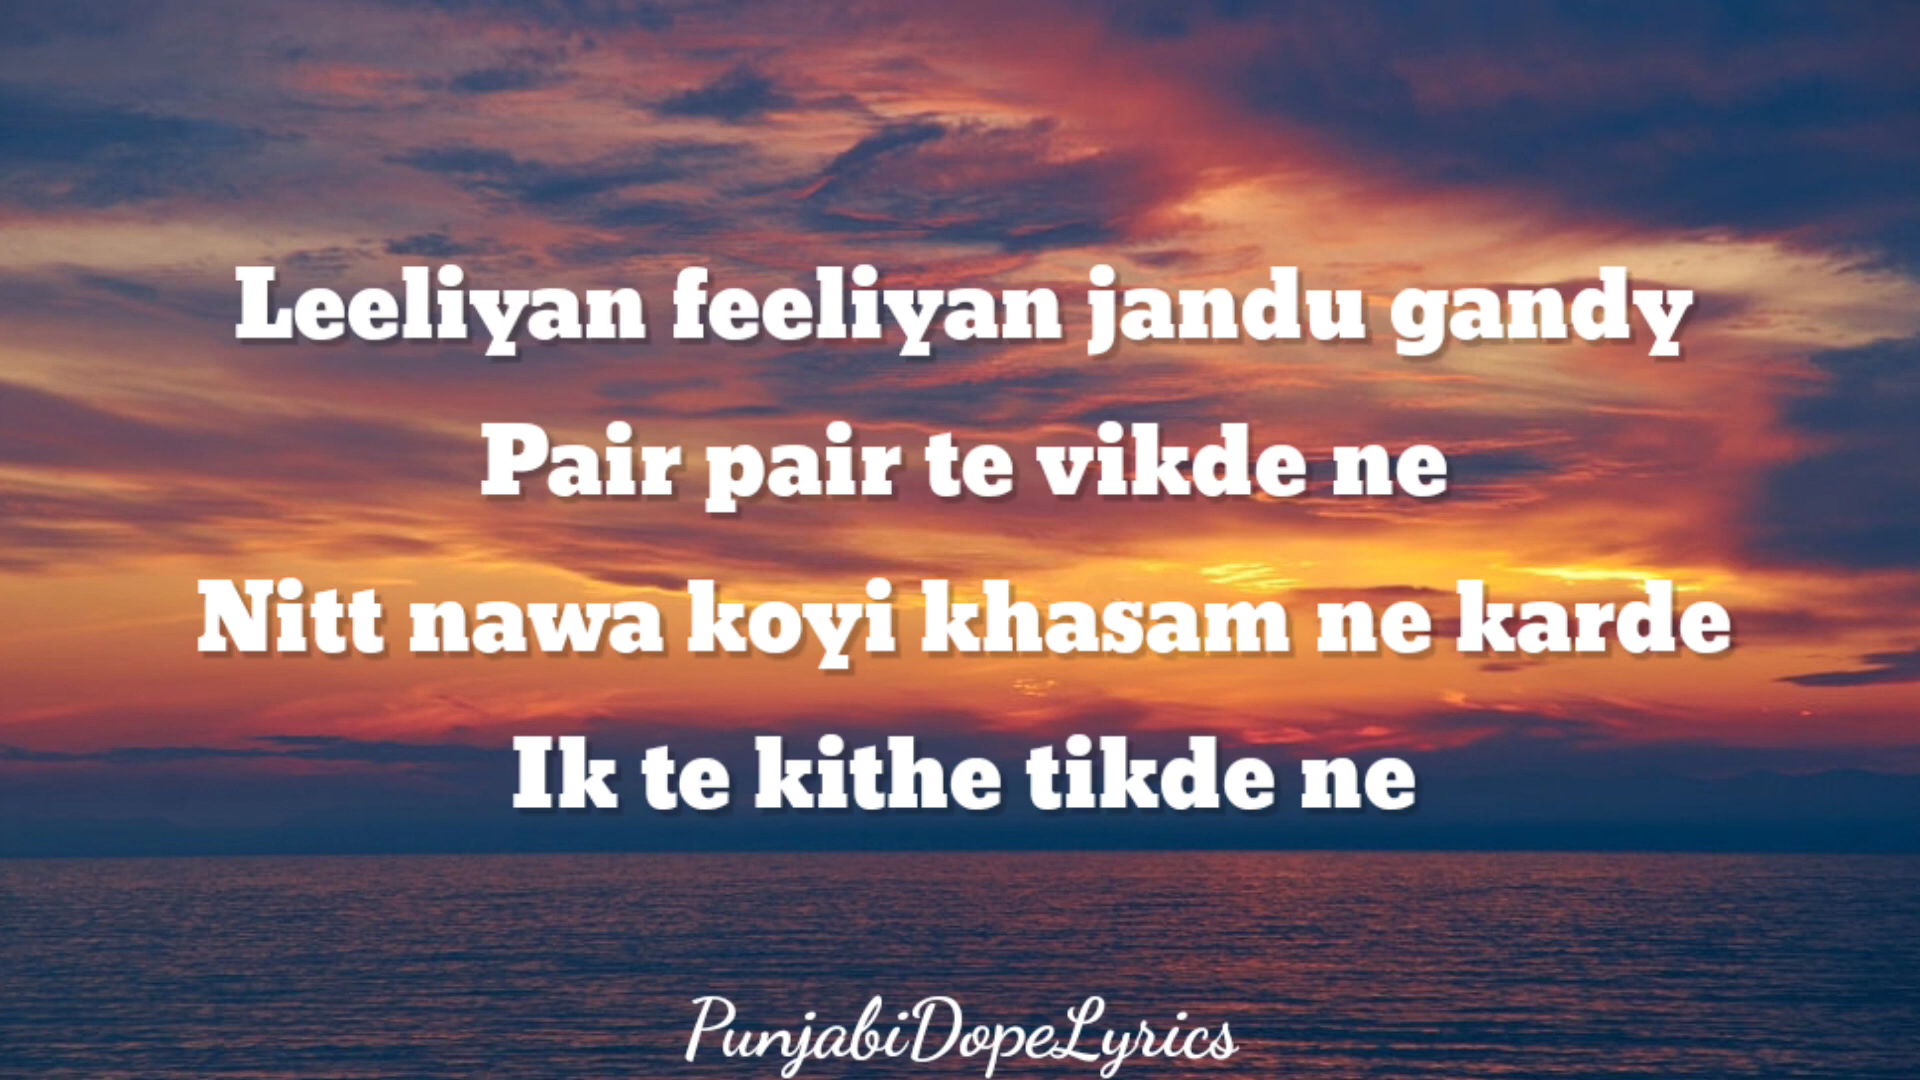 Leeliyan feeliyan jandu gandy
Pair pair te vikde ne
Nitt nawa koyi khasam ne karde
Ik te kithe tikde ne
PunjabiDopeLyrics